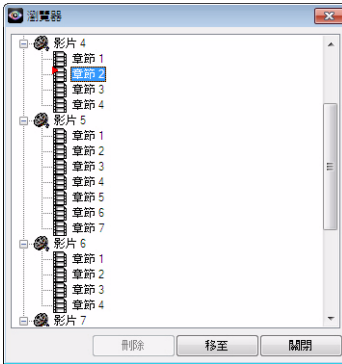 瀏覽器
影片 4
章節 1
章節 2
章節 3
章節 4
影片 5
章節 1
章節 2
章節 3
章節 4
章節 5
章節 6
章節 7
影片 6
章節 1
章節 2
章節 3
章節 4
影片 7
刪除 移至 關閉